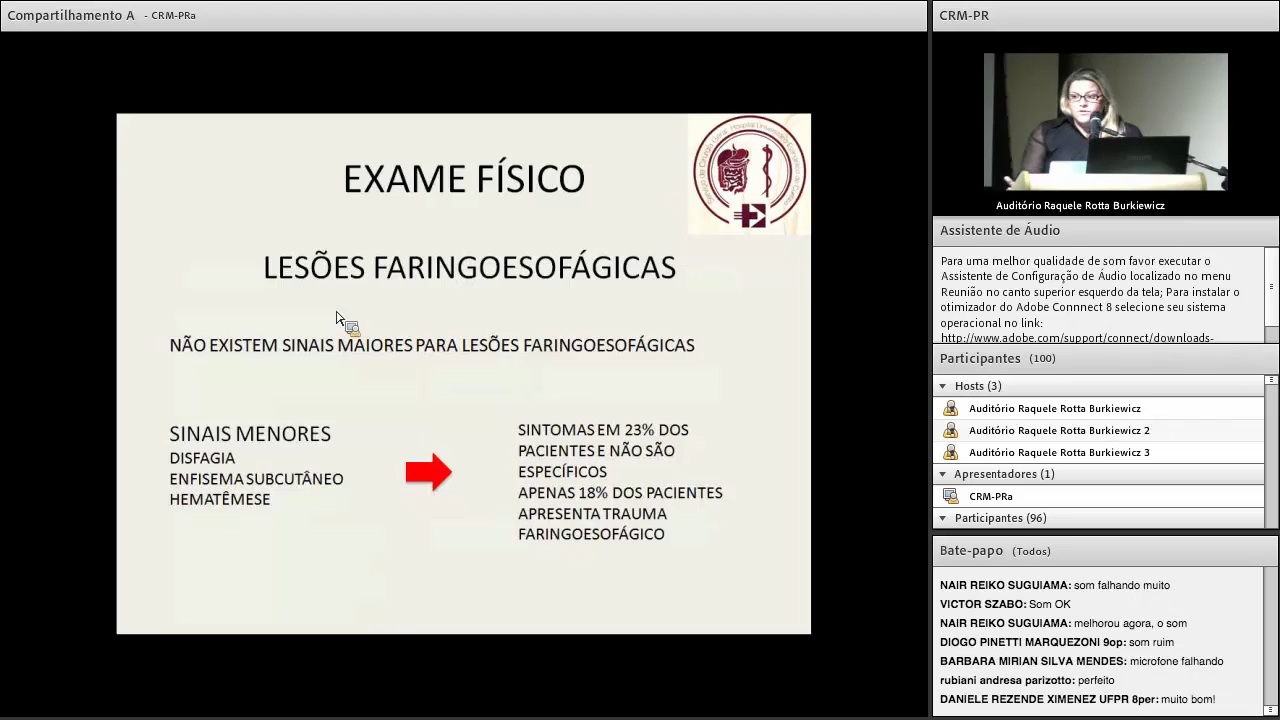 Compartilhamento A - CRM-PRa
EXAME FÍSICO
LESÕES FARINGOESOFÁGICAS
NÃO EXISTEM SINAIS MAIORES PARA LESÕES FARINGOESOFÁGICAS
SINAIS MENORES
DISFAGIA
ENFISEMA SUBCUTÂNEO
HEMATÊMESE
SINTOMAS EM 23% DOS
PACIENTES E NÃO SÃO
ESPECÍFICOS
APENAS 18% DOS PACIENTES
APRESENTA TRAUMA
FARINGOESOFÁGICO
CRM-PR
Auditório Raquele Rotta Burkiewicz
Assistente de Áudio
Para uma melhor qualidade de som favor executar o
Assistente de Configuração de Áudio localizado no menu
Reunião no canto superior esquerdo da tela; Para instalar o
otimizador do Adobe Connnect 8 selecione seu sistema
operacional no link:
http://www.adobe.com/support/connect/downloads-
Participantes (100)
Hosts (3)
Auditório Raquele Rotta Burkiewicz
Auditório Raquele Rotta Burkiewicz 2
Auditório Raquele Rotta Burkiewicz 3
Apresentadores (1)
CRM-PRa
Participantes (96)
Bate-papo (Todos)
NAIR REIKO SUGUIAMA: som falhando muito
VICTOR SZABO: Som OK
NAIR REIKO SUGUIAMA: melhorou agora, o som
DIOGO PINETTI MARQUEZONI 9op: som ruim
BARBARA MIRIAN SILVA MENDES: microfone falhando
rubiani andresa parizotto: perfeito
DANIELE REZENDE XIMENEZ UFPR 8per: muito bom!